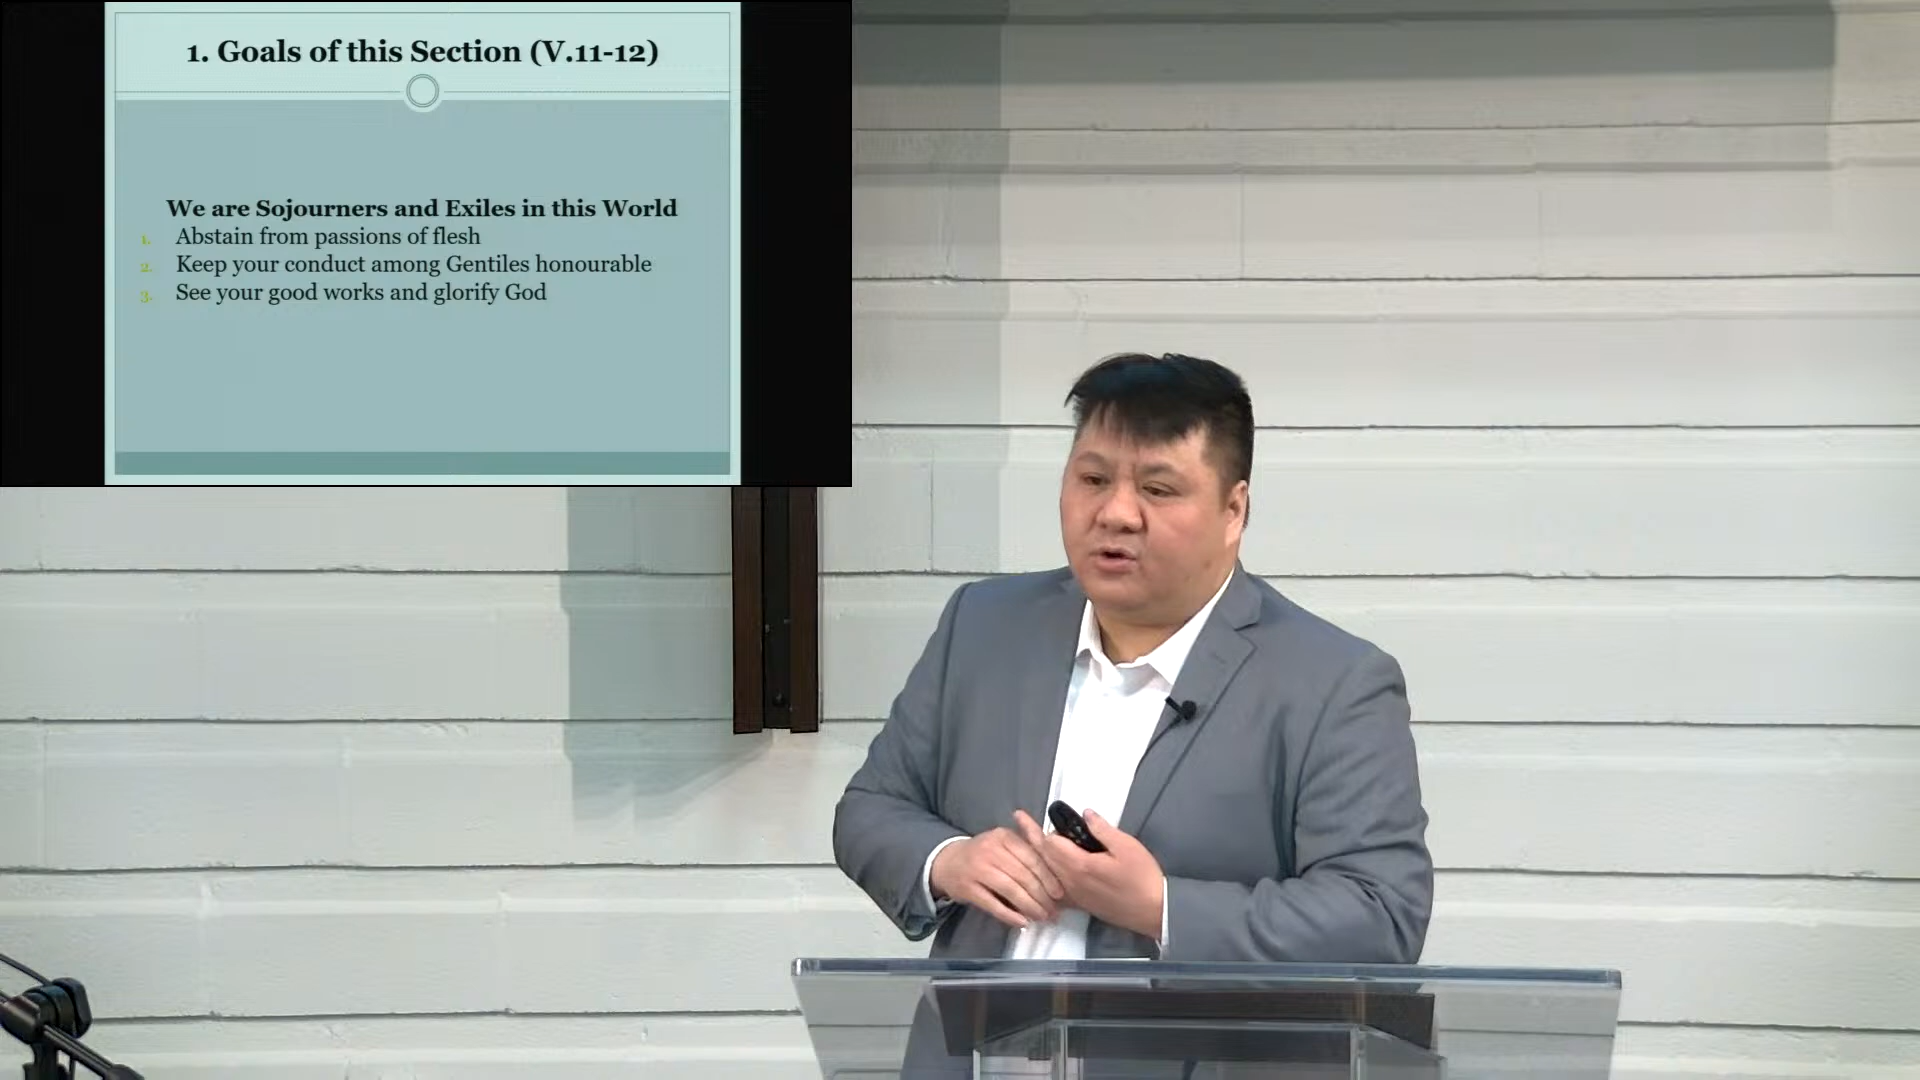 1. Goals of this Section (V.11-12)
We are Sojourners and Exiles in this World
1. Abstain from passions of flesh
2. Keep your conduct among Gentiles honourable
3. See your good works and glorify God